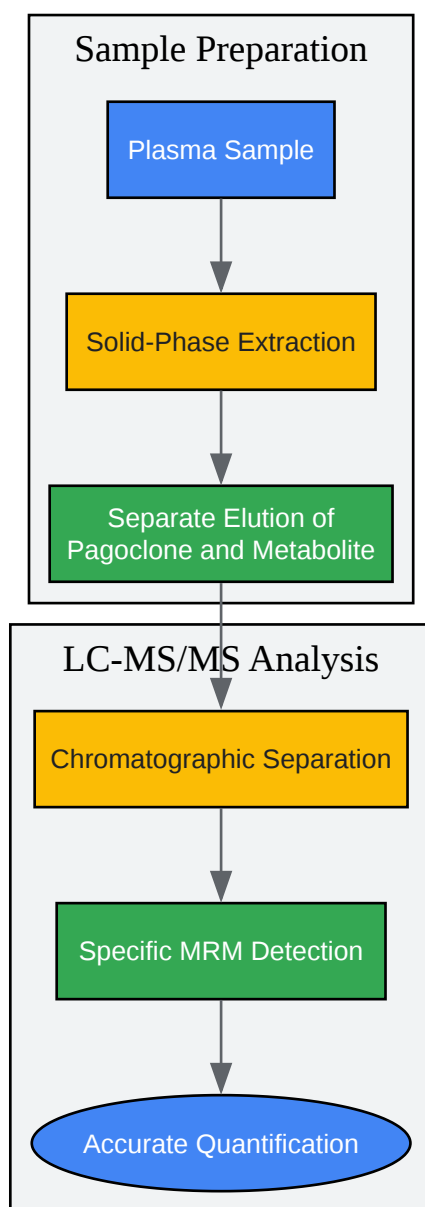 Sample Preparation
Plasma Sample
Solid-Phase Extraction
Separate Elution of
Pagoclone and Metabolite
LC-MS/MS Analysis
Chromatographic Separation
Specific MRM Detection
Accurate Quantification